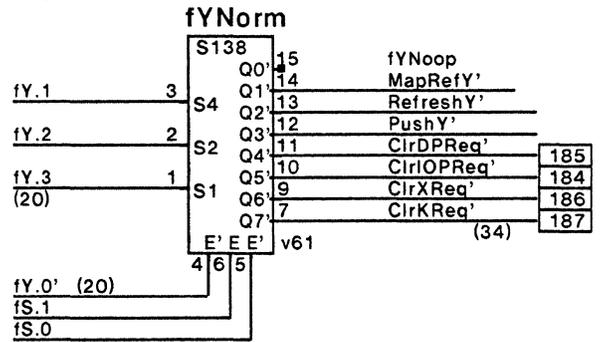 fYNorm
S138
15 fYNoop
Q0'
14 MapRefY'
fY.1 3 S4 Q1'
13 RefreshY'
Q2'
12 PushY'
fY.2 2 S2 Q3'
11 ClrDPReq'
Q4' 185
10 ClrIOPReq'
fY.3 1 S1 Q5' 184
(20) 9 ClrXReq'
Q6' 186
7 ClrKReq'
Q7' (34) 187
E' E E' v61
4 6 5
fY.0' (20)
fS.1
fS.0